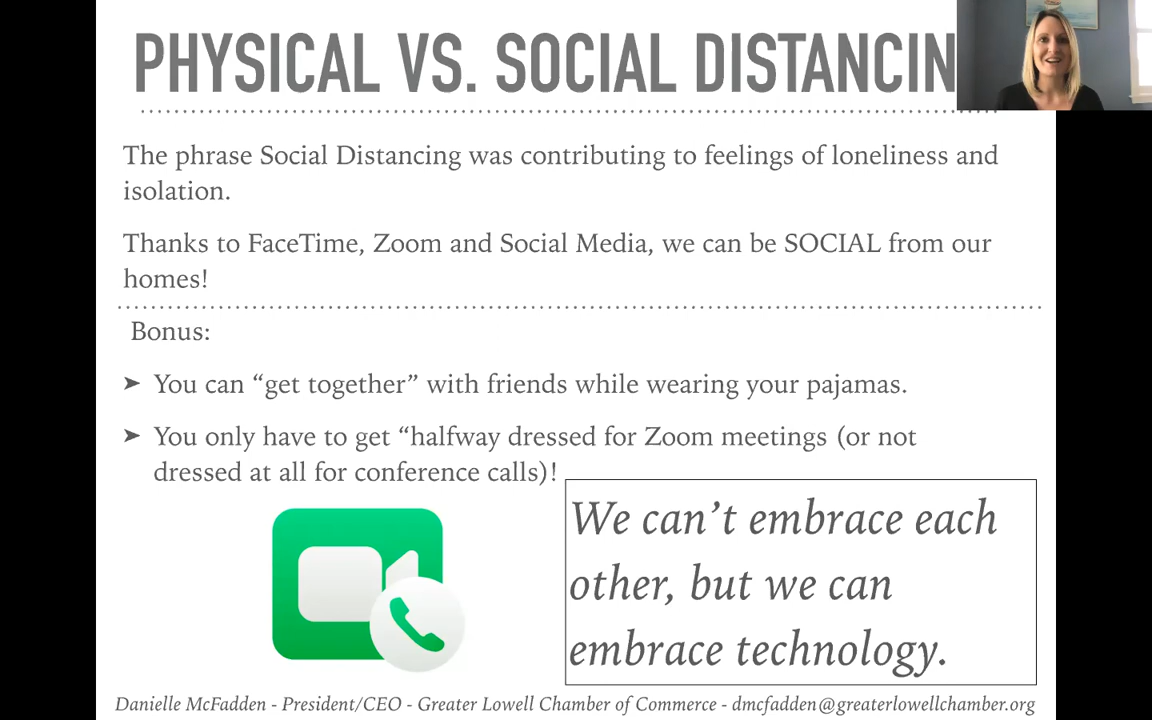 PHYSICAL VS. SOCIAL DISTANCIN
The phrase Social Distancing was contributing to feelings of loneliness and
isolation.
Thanks to FaceTime, Zoom and Social Media, we can be SOCIAL from our
homes!
Bonus:
➤ You can “get together” with friends while wearing your pajamas.
➤ You only have to get “halfway dressed for Zoom meetings (or not
dressed at all for conference calls)!
We can’t embrace each
other, but we can
embrace technology.
Danielle McFadden - President/CEO - Greater Lowell Chamber of Commerce - dmcfadden@greaterlowellchamber.org